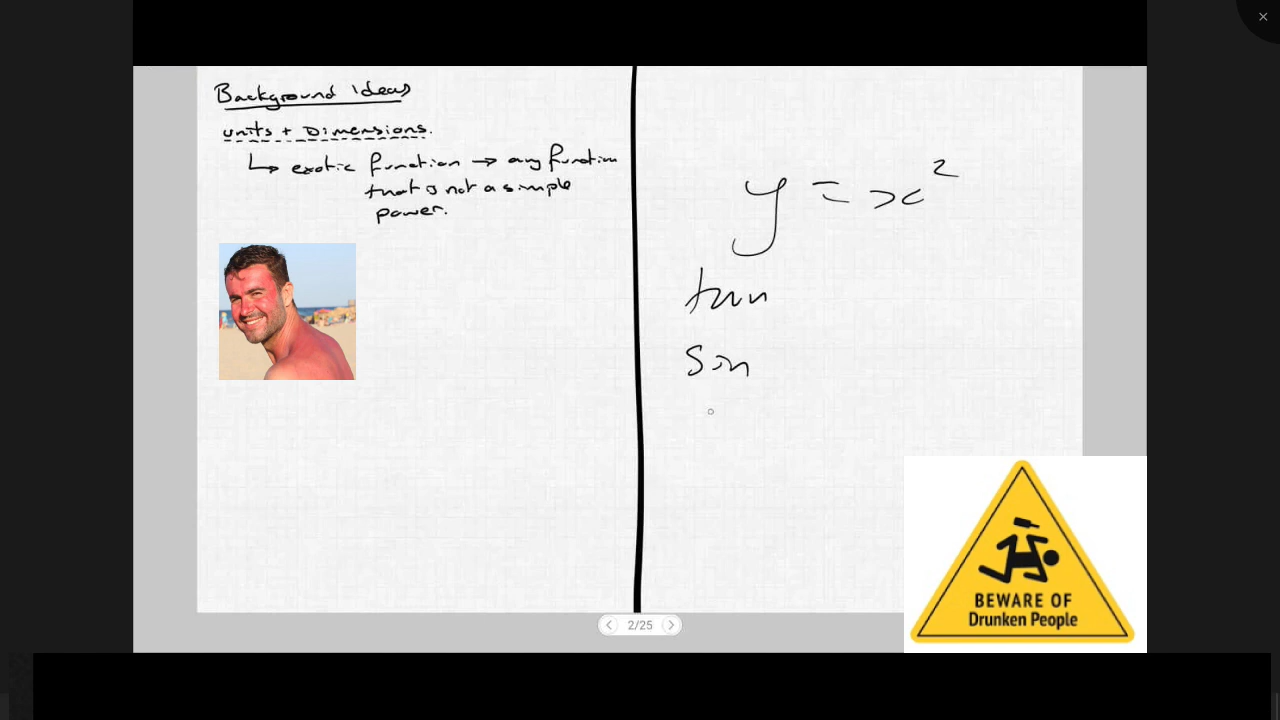 Background Ideas
units + Dimensions.
↳ exotic function → any function
that is not a simple
power.
y = x²
tan
sin
2/25
BEWARE OF
Drunken People